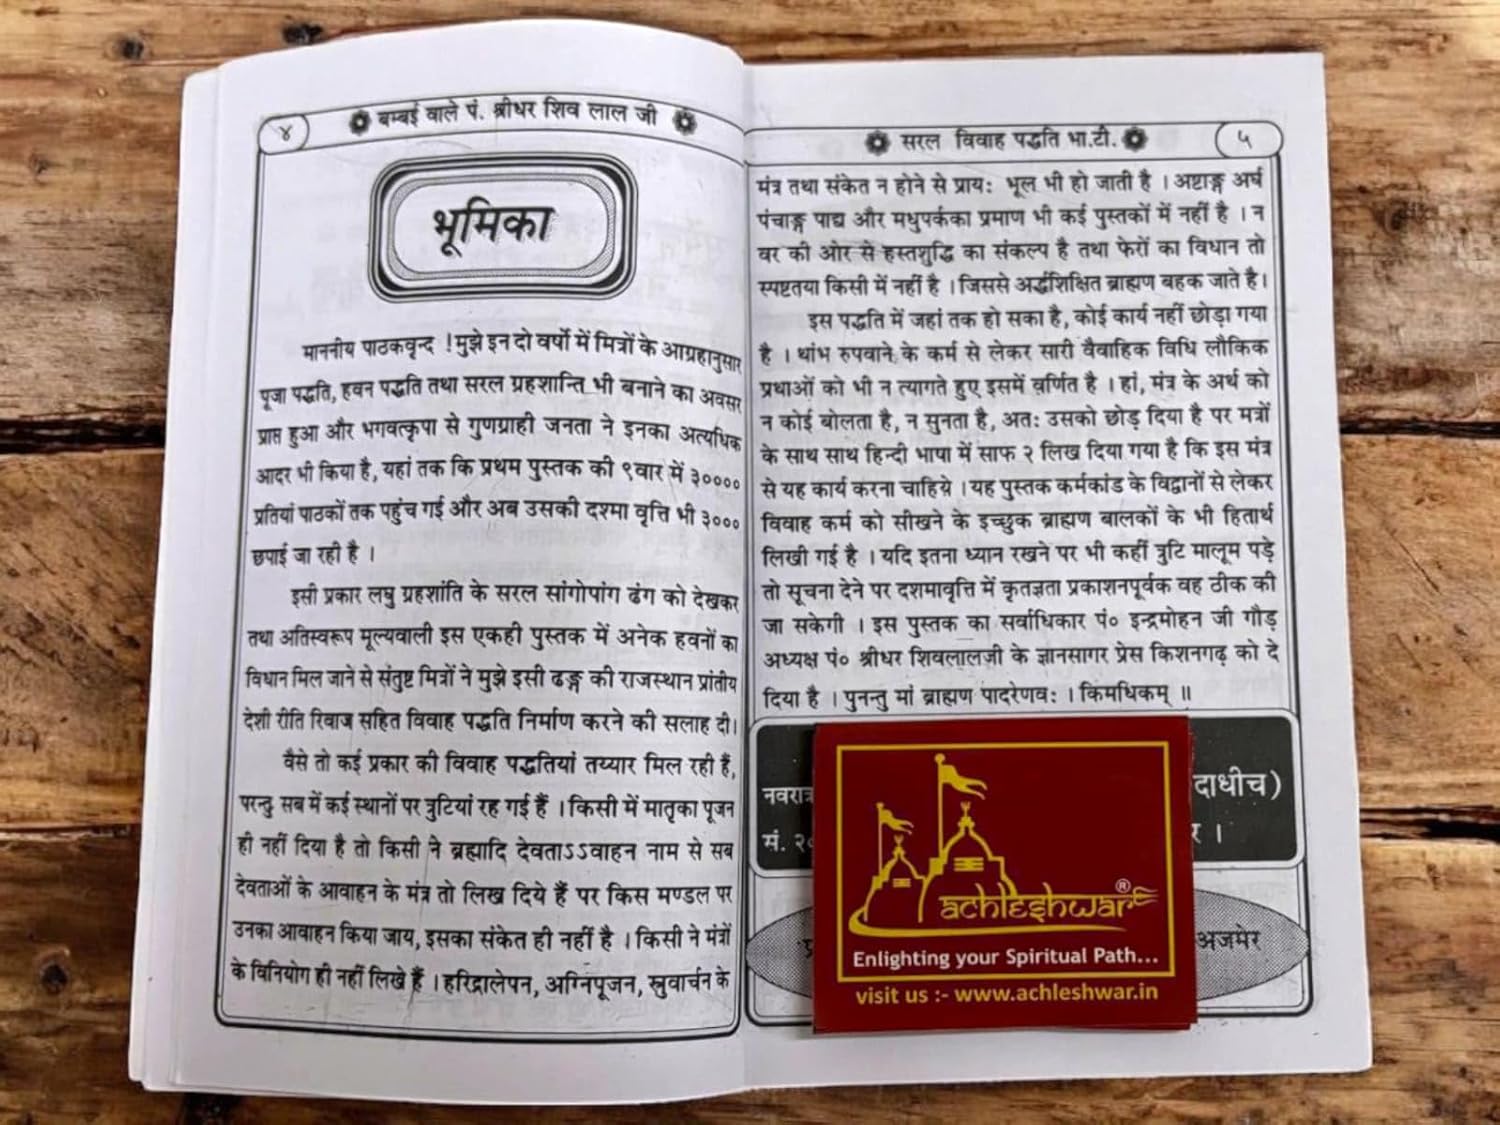 ४
बम्बई वाले पं. श्रीधर शिव लाल जी
भूमिका
माननीय पाठकवृन्द ! मुझे इन दो वर्षो में मित्रों के आग्रहानुसार
पूजा पद्धति, हवन पद्धति तथा सरल ग्रहशान्ति भी बनाने का अवसर
प्राप्त हुआ और भगवत्कृपा से गुणग्राही जनता ने इनका अत्यधिक
आदर भी किया है, यहां तक कि प्रथम पुस्तक की ९वार में ३००००
प्रतियां पाठकों तक पहुंच गई और अब उसकी दश्मा वृत्ति भी ३०००
छपाई जा रही है ।
इसी प्रकार लघु ग्रहशांति के सरल सांगोपांग ढंग को देखकर
तथा अतिस्वरूप मूल्यवाली इस एकही पुस्तक में अनेक हवनों का
विधान मिल जाने से संतुष्ट मित्रों ने मुझे इसी ढङ्ग की राजस्थान प्रांतीय
देशी रीति रिवाज सहित विवाह पद्धति निर्माण करने की सलाह दी।
वैसे तो कई प्रकार की विवाह पद्धतियां तय्यार मिल रही हैं,
परन्तु सब में कई स्थानों पर त्रुटियां रह गई हैं । किसी में मातृका पूजन
ही नहीं दिया है तो किसी ने ब्रह्मादि देवताऽऽवाहन नाम से सब
देवताओं के आवाहन के मंत्र तो लिख दिये हैं पर किस मण्डल पर
उनका आवाहन किया जाय, इसका संकेत ही नहीं है । किसी ने मंत्रों
के विनियोग ही नहीं लिखे हैं । हरिद्रालेपन, अग्निपूजन, स्रुवार्चन के
सरल विवाह पद्धति भा.टी.
५
मंत्र तथा संकेत न होने से प्रायः भूल भी हो जाती है । अष्टाङ्ग अर्घ
पंचाङ्ग पाद्य और मधुपर्कका प्रमाण भी कई पुस्तकों में नहीं है । न
वर की ओर से हस्तशुद्धि का संकल्प है तथा फेरों का विधान तो
स्पष्टतया किसी में नहीं है । जिससे अर्द्धशिक्षित ब्राह्मण बहक जाते है।
इस पद्धति में जहां तक हो सका है, कोई कार्य नहीं छोड़ा गया
है । थांभ रुपवाने के कर्म से लेकर सारी वैवाहिक विधि लौकिक
प्रथाओं को भी न त्यागते हुए इसमें वर्णित है । हां, मंत्र के अर्थ को
न कोई बोलता है, न सुनता है, अतः उसको छोड़ दिया है पर मत्रों
के साथ साथ हिन्दी भाषा में साफ २ लिख दिया गया है कि इस मंत्र
से यह कार्य करना चाहिये । यह पुस्तक कर्मकांड के विद्वानों से लेकर
विवाह कर्म को सीखने के इच्छुक ब्राह्मण बालकों के भी हितार्थ
लिखी गई है । यदि इतना ध्यान रखने पर भी कहीं त्रुटि मालूम पड़े
तो सूचना देने पर दशमावृत्ति में कृतज्ञता प्रकाशनपूर्वक वह ठीक की
जा सकेगी । इस पुस्तक का सर्वाधिकार पं० इन्द्रमोहन जी गौड़
अध्यक्ष पं० श्रीधर शिवलालजी के ज्ञानसागर प्रेस किशनगढ़ को दे
दिया है । पुनन्तु मां ब्राह्मण पादरेणवः । किमधिकम् ॥
नवरात्र दाधीच)
सं. २० र ।
प्र अजमेर
achleshwar®
Enlighting your Spiritual Path...
visit us :- www.achleshwar.in